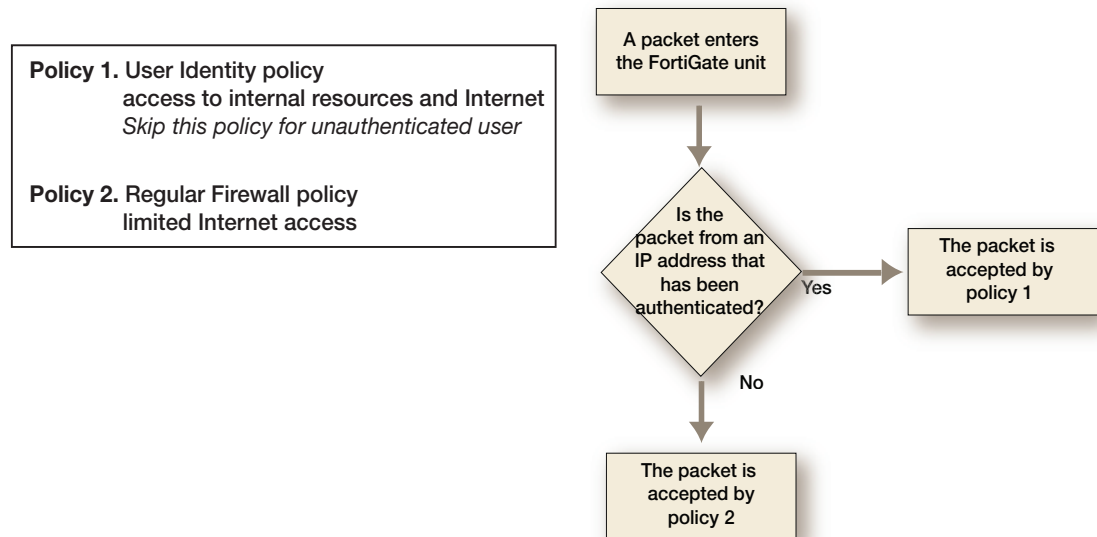 Policy 1. User Identity policy
access to internal resources and Internet
Skip this policy for unauthenticated user
Policy 2. Regular Firewall policy
limited Internet access
A packet enters
the FortiGate unit
Is the
packet from an
IP address that
has been
authenticated?
Yes
The packet is
accepted by
policy 1
No
The packet is
accepted by
policy 2